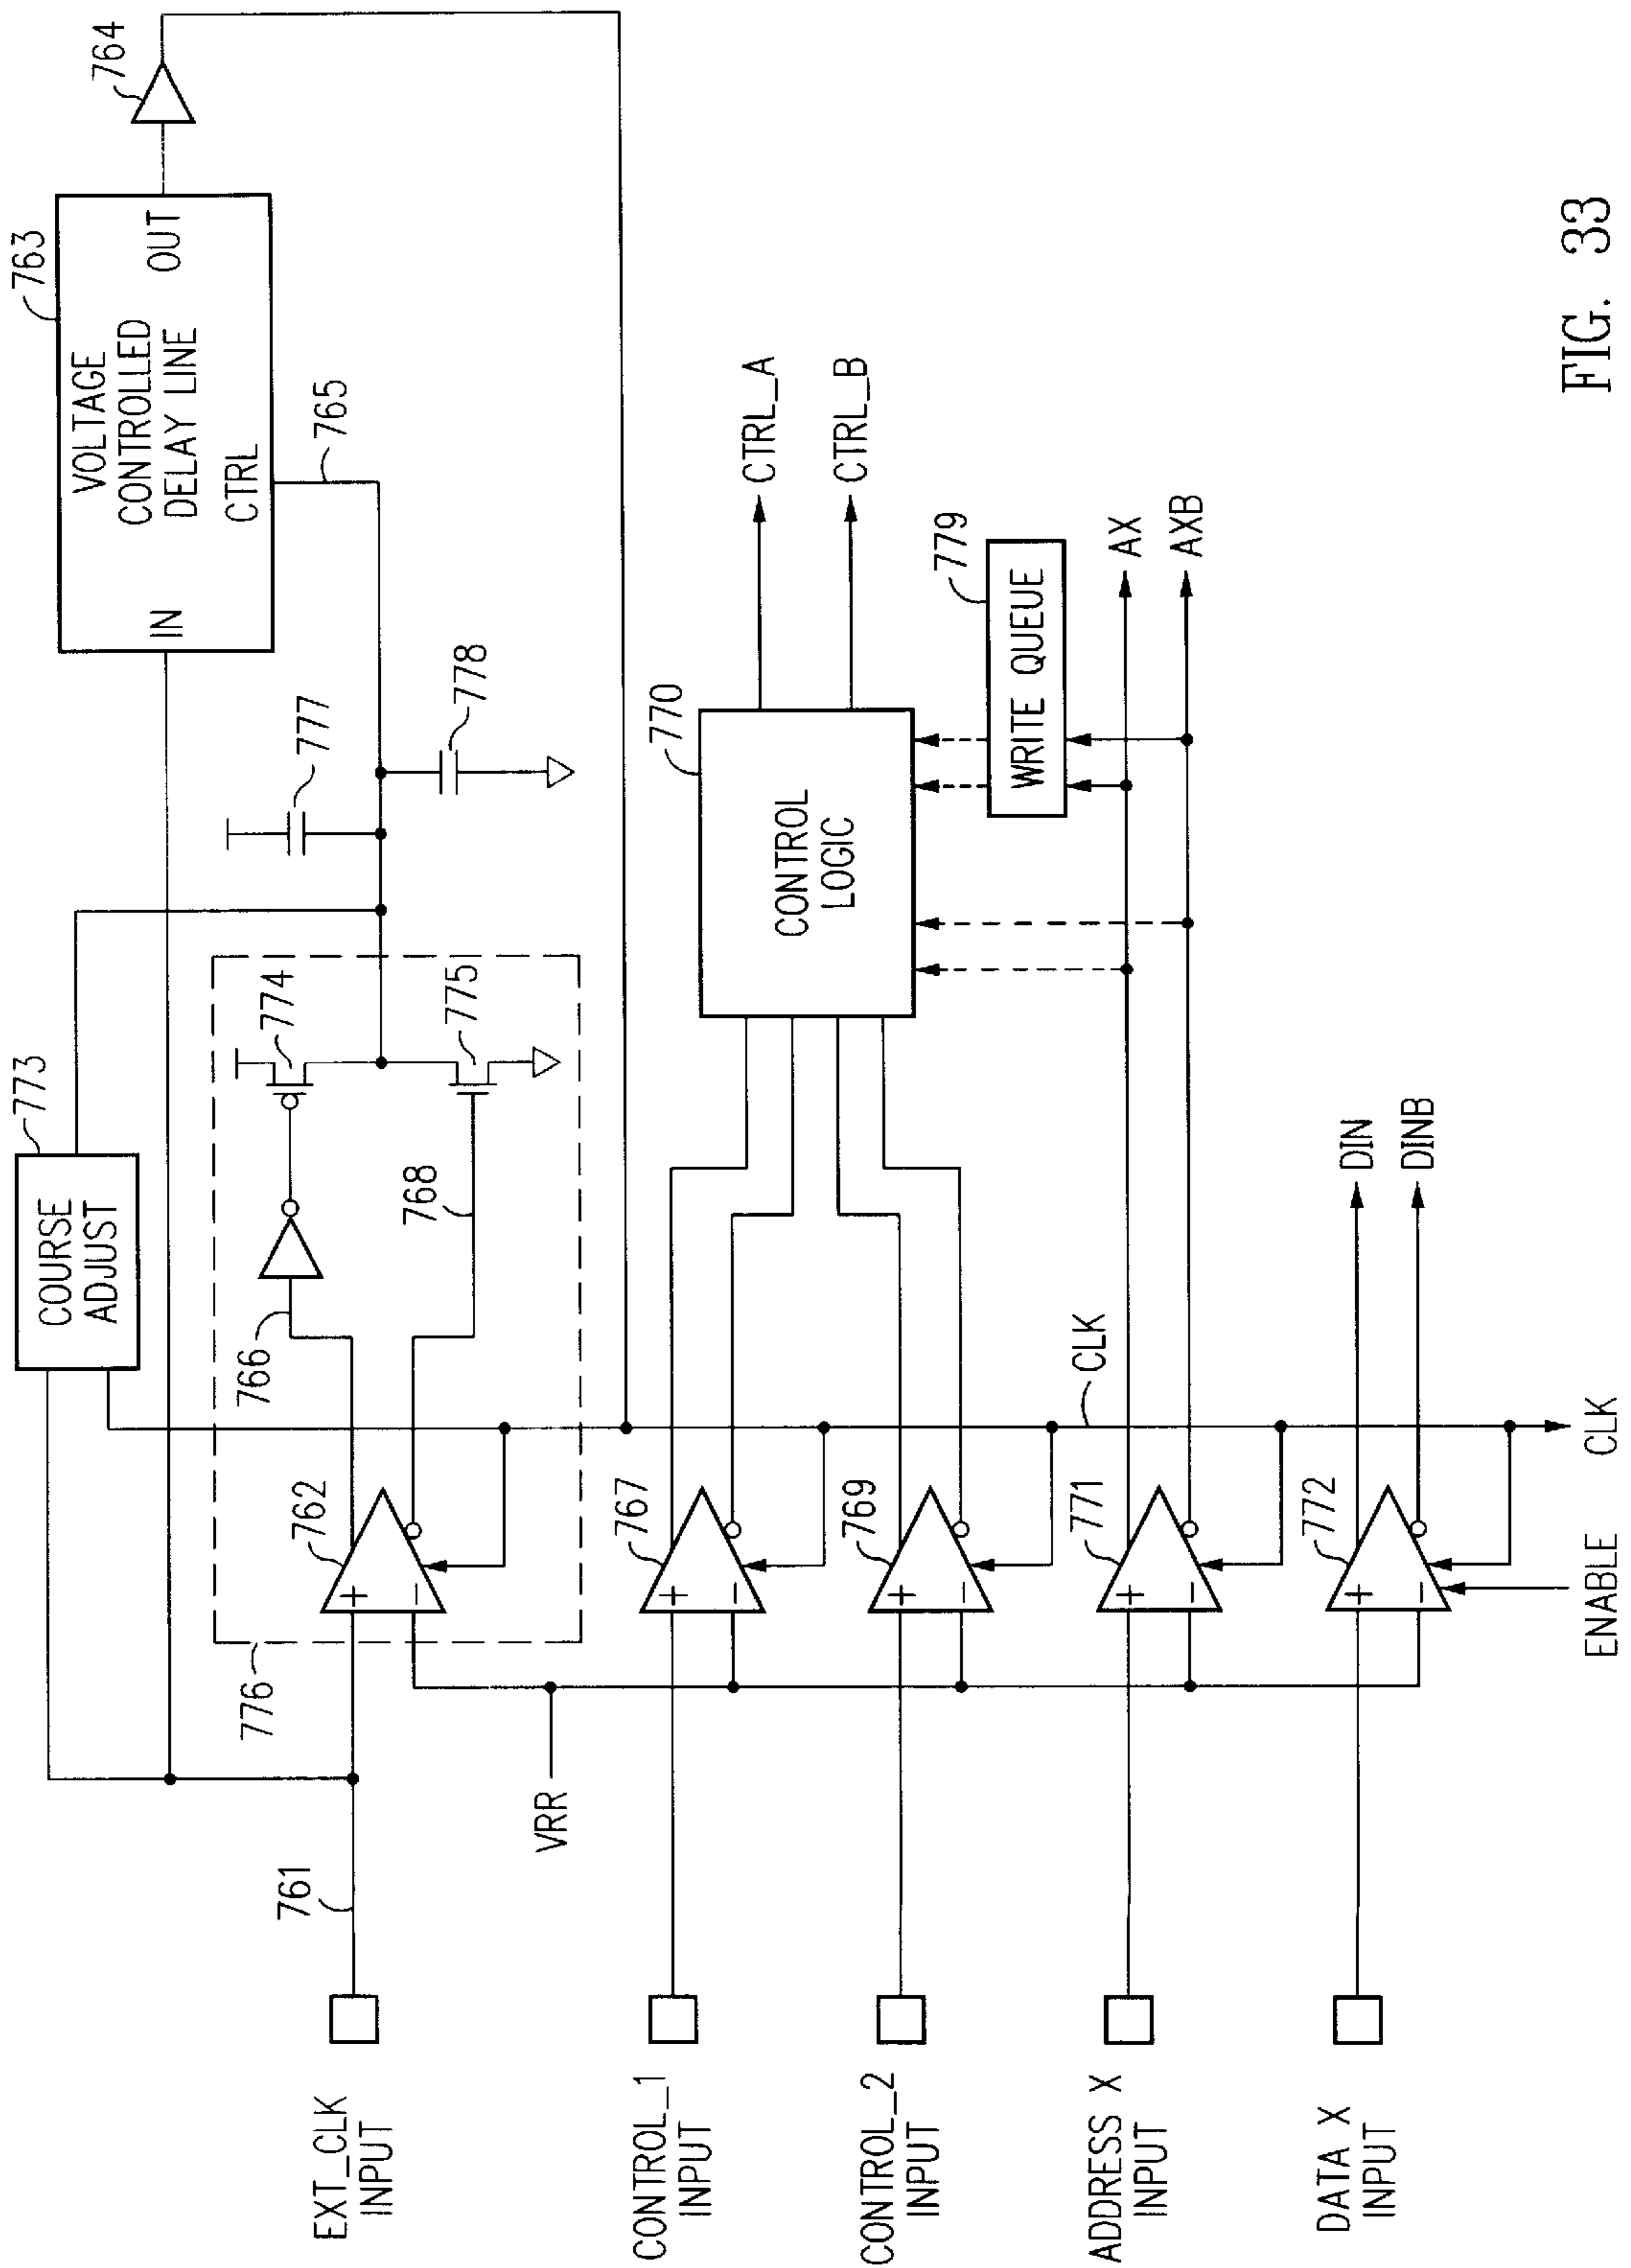 773
COURSE
ADJUST
763
VOLTAGE
CONTROLLED
DELAY LINE
IN
OUT
CTRL
764
765
777
778
766
774
768
775
762
+
−
776
761
EXT_CLK
INPUT
VRR
767
+
−
CONTROL_1
INPUT
769
+
−
CONTROL_2
INPUT
770
CONTROL
LOGIC
CTRL_A
CTRL_B
779
WRITE QUEUE
771
+
−
ADDRESS X
INPUT
CLK
AX
AXB
772
+
−
DATA X
INPUT
DIN
DINB
ENABLE
CLK
FIG. 33